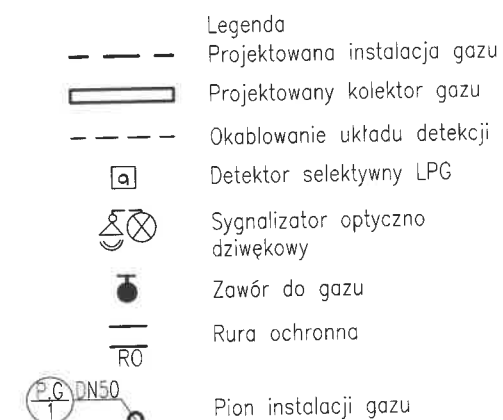 Legenda
Projektowana instalacja gazu
Projektowany kolektor gazu
Okablowanie układu detekcji
a Detektor selektywny LPG
Sygnalizator optyczno
dziwękowy
Zawór do gazu
Rura ochronna
RO
P.G DN50
1
Pion instalacji gazu